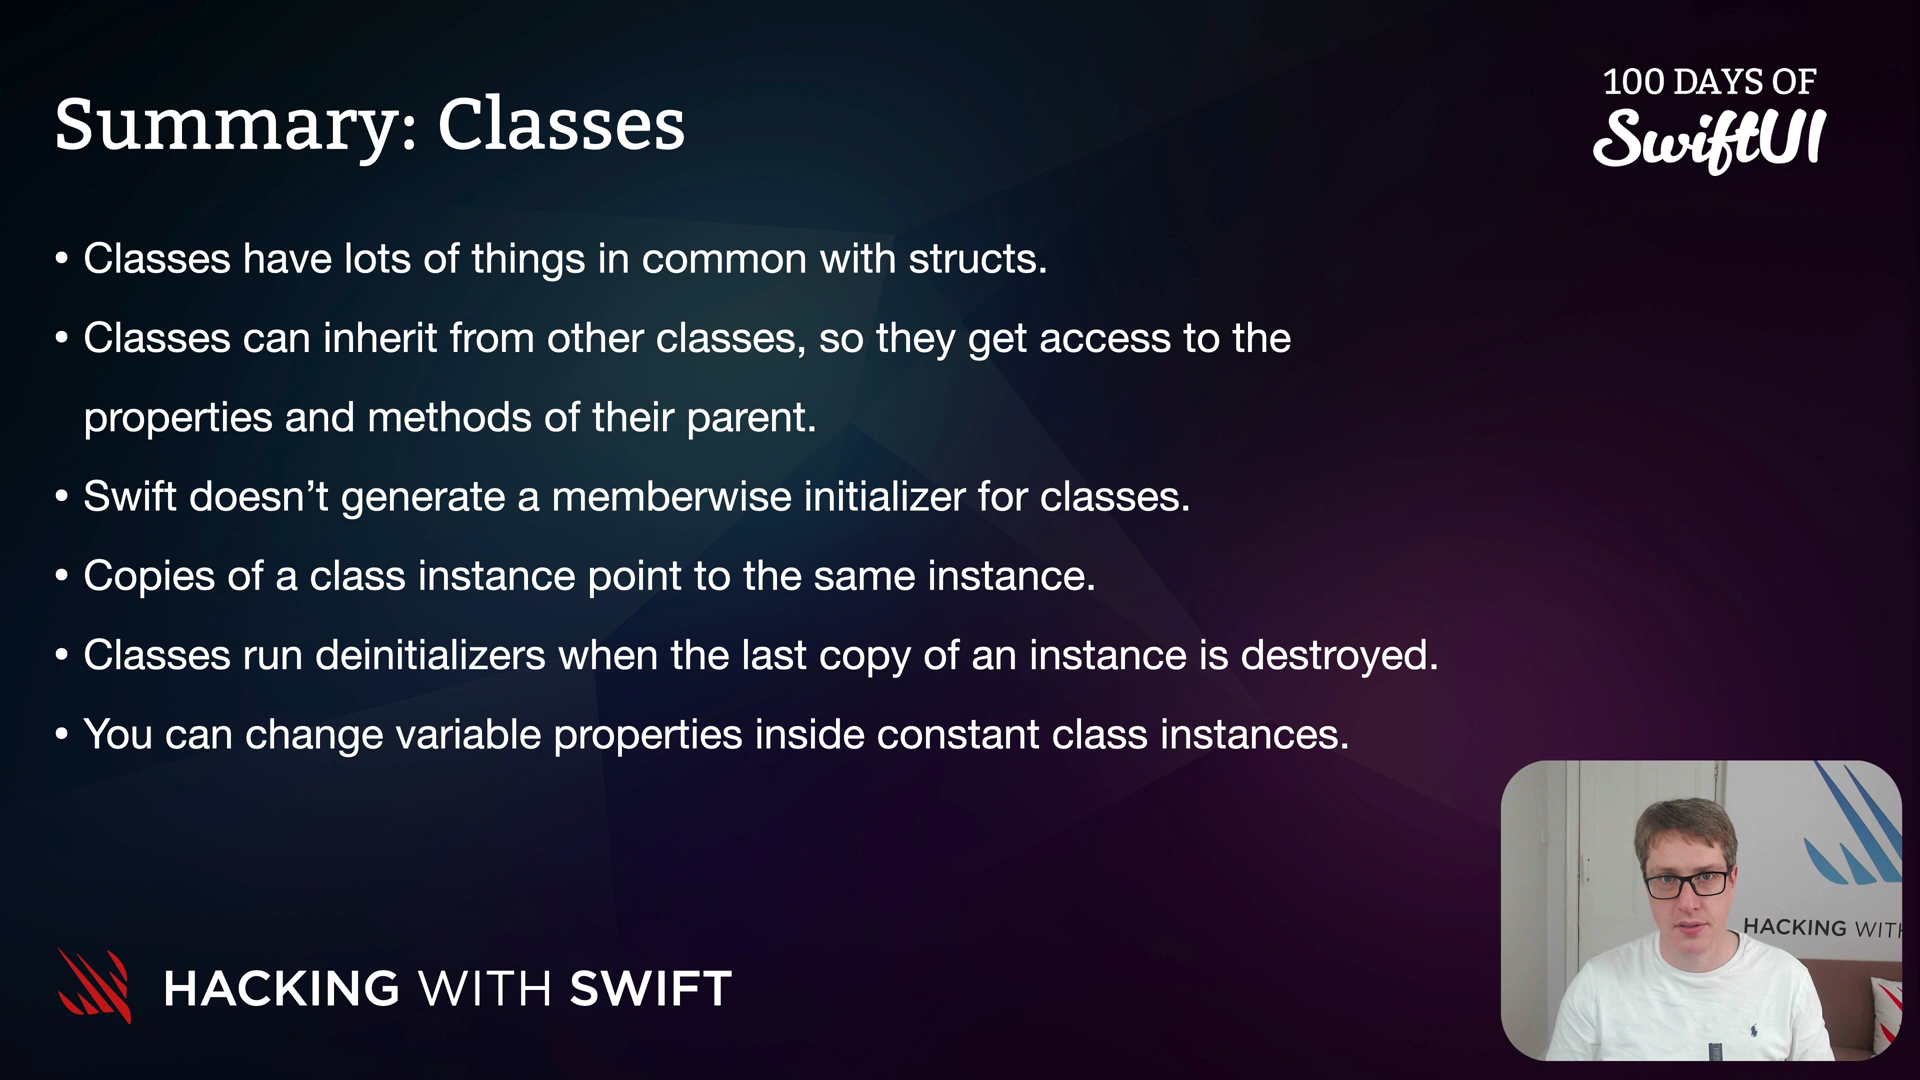 Summary: Classes
100 DAYS OF
SwiftUI
• Classes have lots of things in common with structs.
• Classes can inherit from other classes, so they get access to the
properties and methods of their parent.
• Swift doesn’t generate a memberwise initializer for classes.
• Copies of a class instance point to the same instance.
• Classes run deinitializers when the last copy of an instance is destroyed.
• You can change variable properties inside constant class instances.
HACKING WITH
HACKING WITH SWIFT